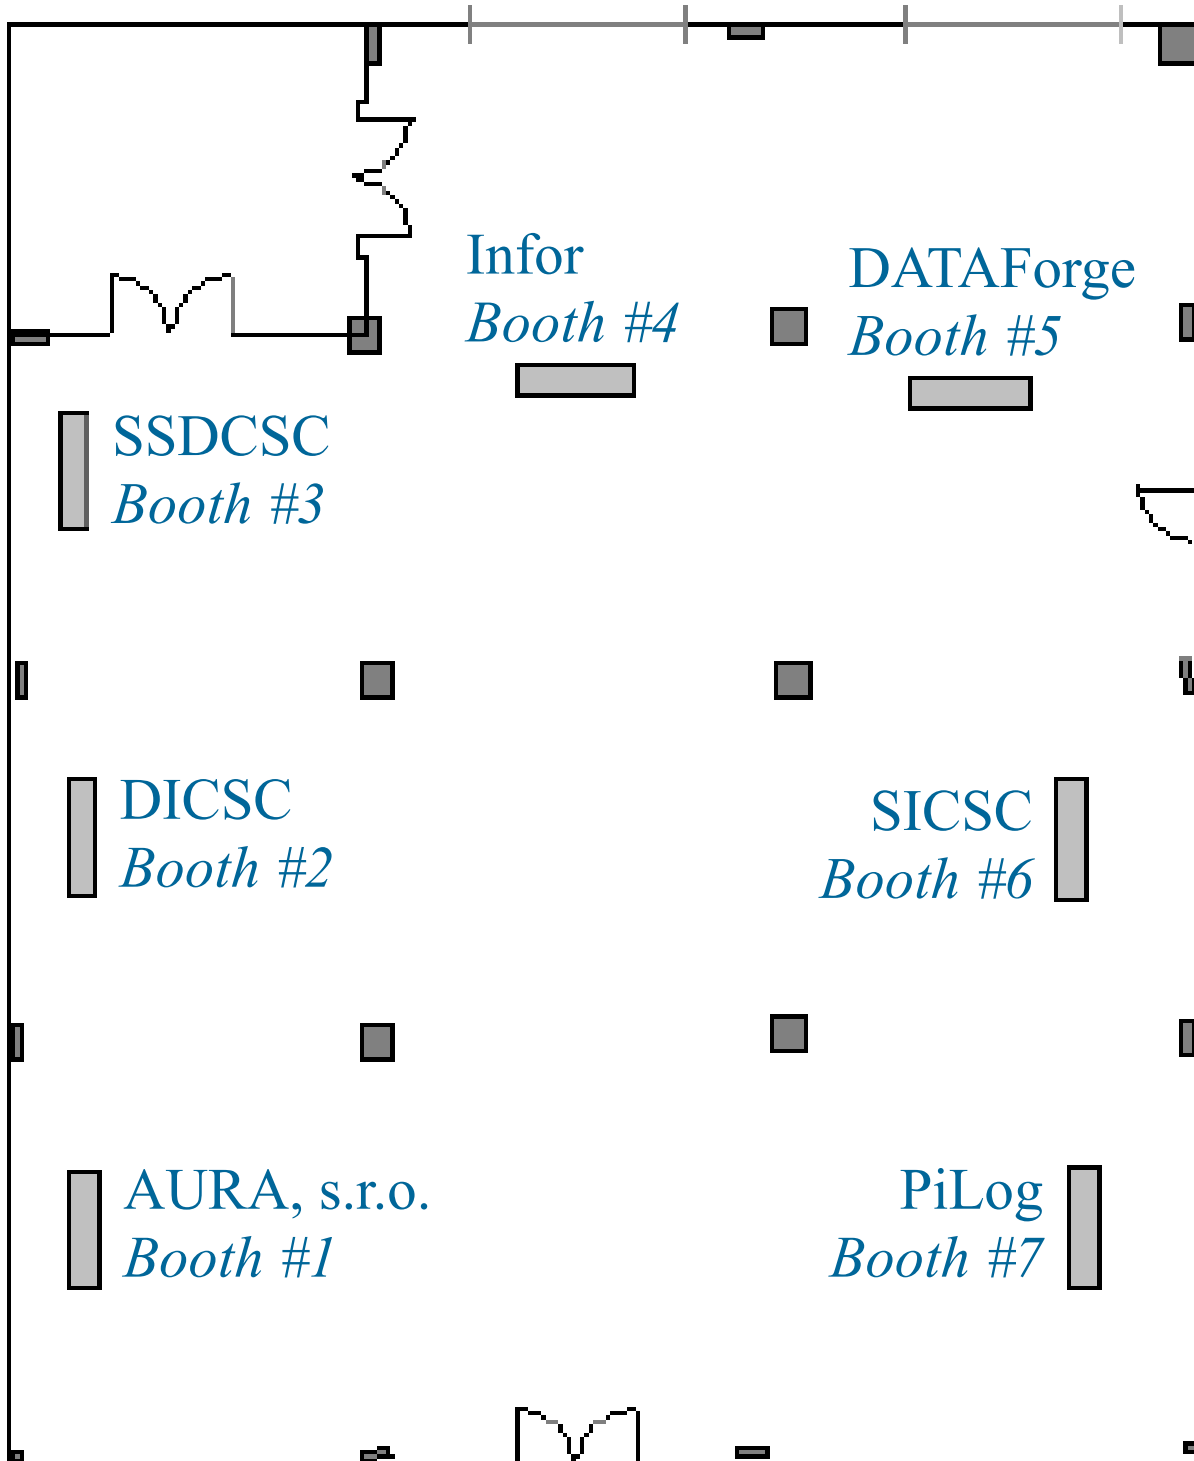 Infor
Booth #4
DATAForge
Booth #5
SSDCSC
Booth #3
DICSC
Booth #2
SICSC
Booth #6
AURA, s.r.o.
Booth #1
PiLog
Booth #7